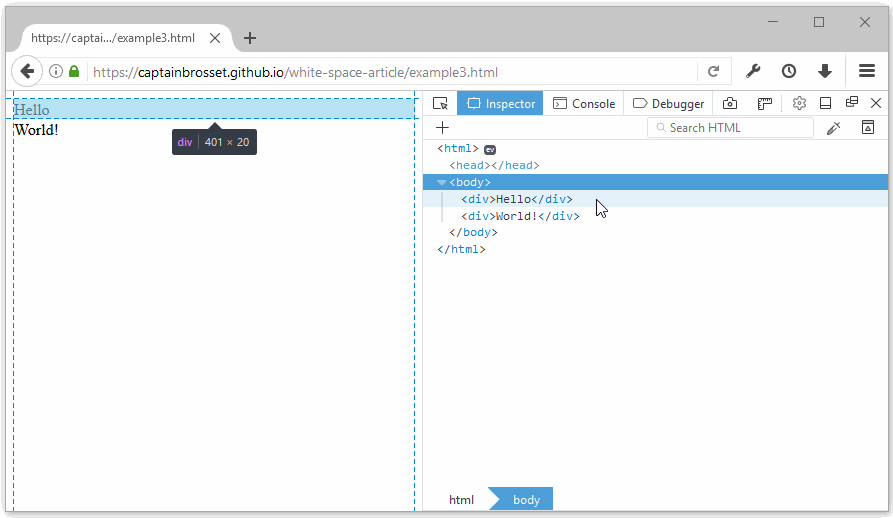 https://captai.../example3.html
https://captainbrosset.github.io/white-space-article/example3.html
Hello
World!
div 401 × 20
Inspector Console Debugger
Search HTML
<html> ev
<head></head>
<body>
<div>Hello</div>
<div>World!</div>
</body>
</html>
html body